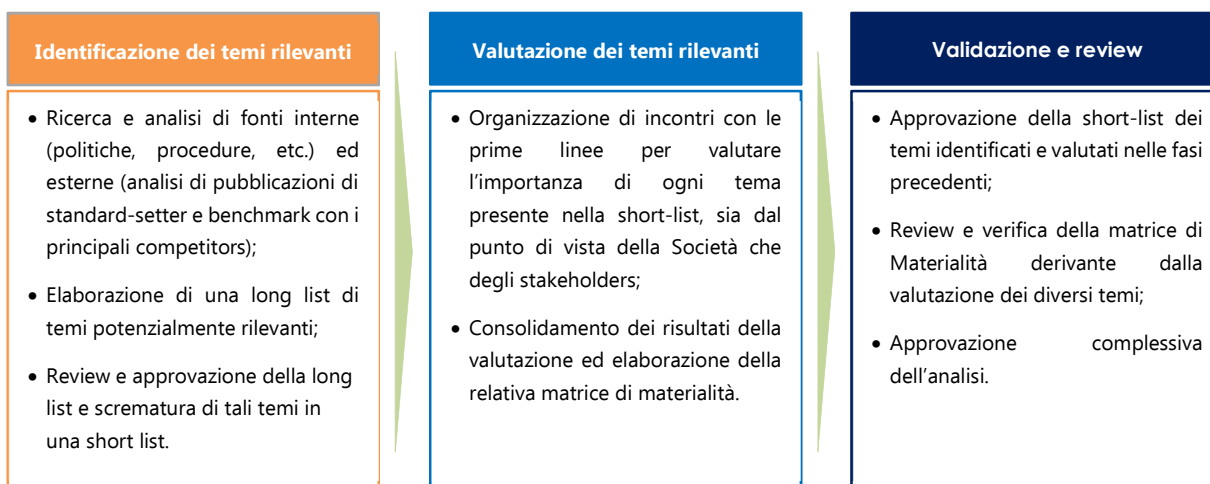 Identificazione dei temi rilevanti
• Ricerca e analisi di fonti interne
(politiche, procedure, etc.) ed
esterne (analisi di pubblicazioni di
standard-setter e benchmark con i
principali competitors);
• Elaborazione di una long list di
temi potenzialmente rilevanti;
• Review e approvazione della long
list e scrematura di tali temi in
una short list.
Valutazione dei temi rilevanti
• Organizzazione di incontri con le
prime linee per valutare
l’importanza di ogni tema
presente nella short-list, sia dal
punto di vista della Società che
degli stakeholders;
• Consolidamento dei risultati della
valutazione ed elaborazione della
relativa matrice di materialità.
Validazione e review
• Approvazione della short-list dei
temi identificati e valutati nelle fasi
precedenti;
• Review e verifica della matrice di
Materialità derivante dalla
valutazione dei diversi temi;
• Approvazione complessiva
dell’analisi.